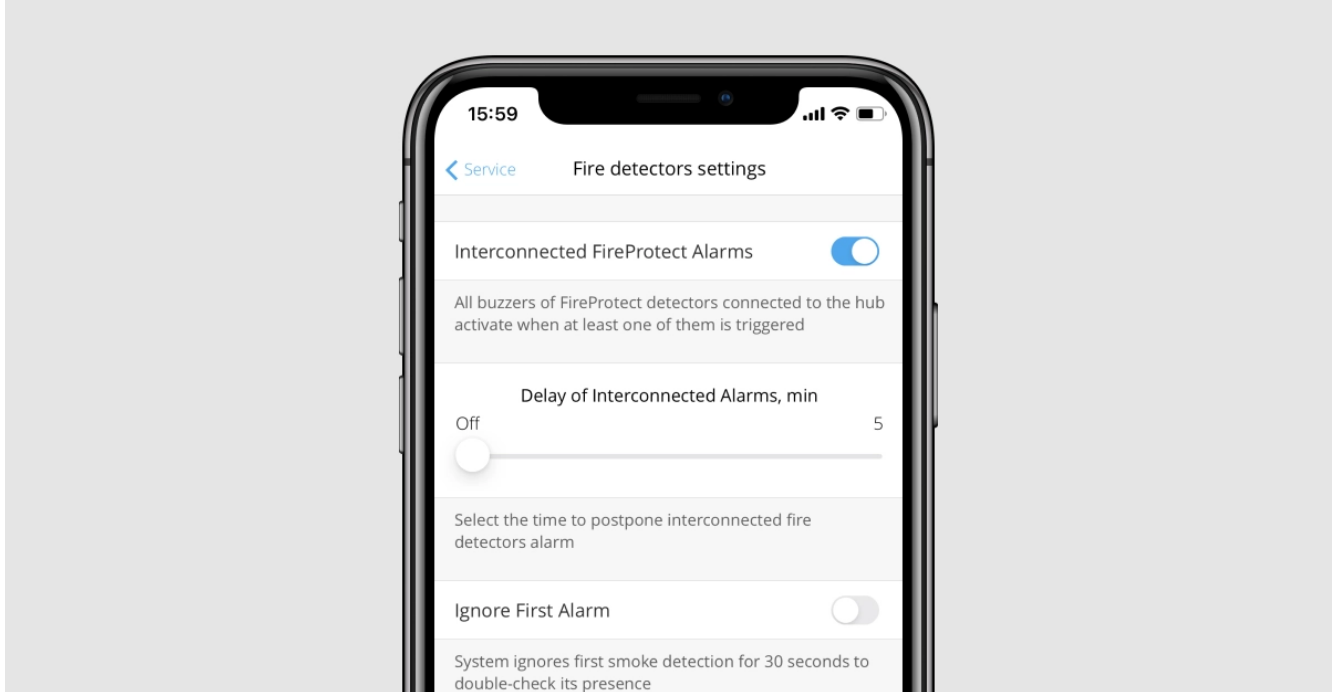 15:59
Service
Fire detectors settings
Interconnected FireProtect Alarms
All buzzers of FireProtect detectors connected to the hub
activate when at least one of them is triggered
Delay of Interconnected Alarms, min
Off 5
Select the time to postpone interconnected fire
detectors alarm
Ignore First Alarm
System ignores first smoke detection for 30 seconds to
double-check its presence